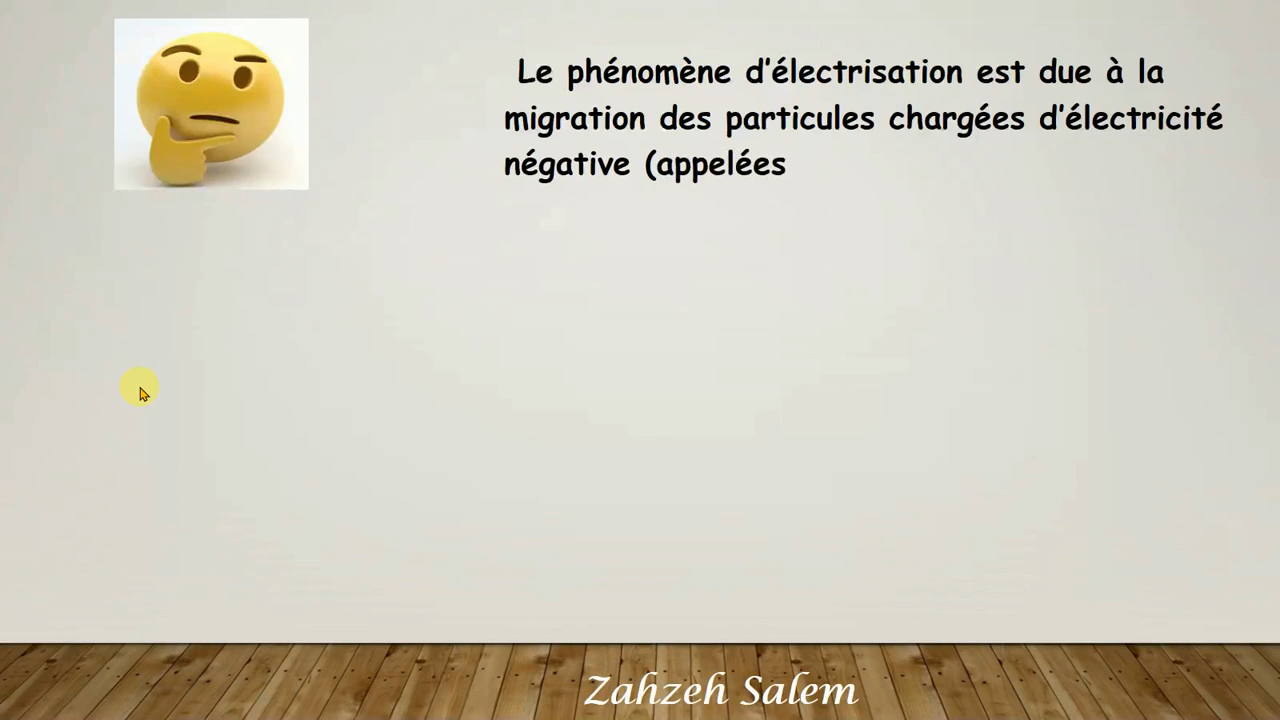 Le phénomène d'électrisation est due à la
migration des particules chargées d'électricité
négative (appelées
Zahzeh Salem